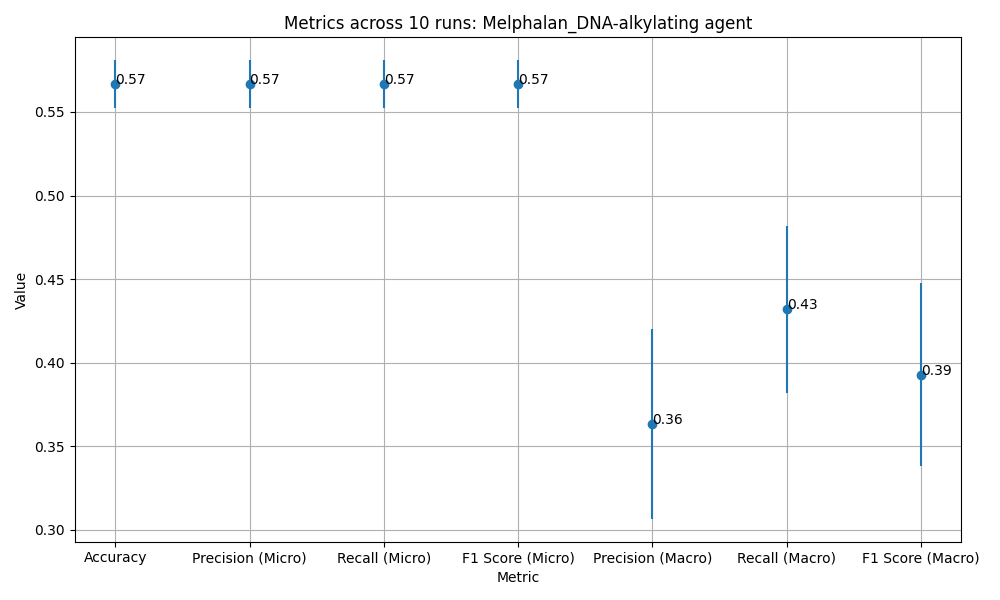 Metrics across 10 runs: Melphalan_DNA-alkylating agent
Value
0.55
0.50
0.45
0.40
0.35
0.30
0.57
0.57
0.57
0.57
0.36
0.43
0.39
Accuracy
Precision (Micro)
Recall (Micro)
F1 Score (Micro)
Precision (Macro)
Recall (Macro)
F1 Score (Macro)
Metric